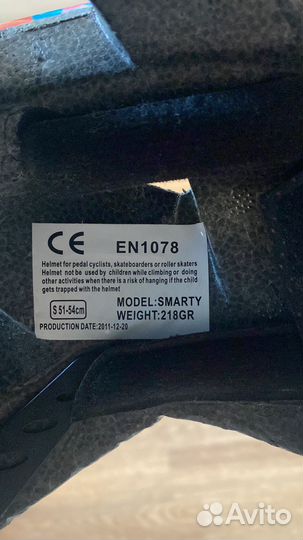 CE EN1078
Helmet for pedal cyclists, skateboarders or roller skaters
Helmet not be used by children while climbing or doing
other activities when there is a risk of hanging if the child
gets trapped with the helmet
S 51-54cm MODEL:SMARTY
WEIGHT:218GR
PRODUCTION DATE:2011-12-20
Avito